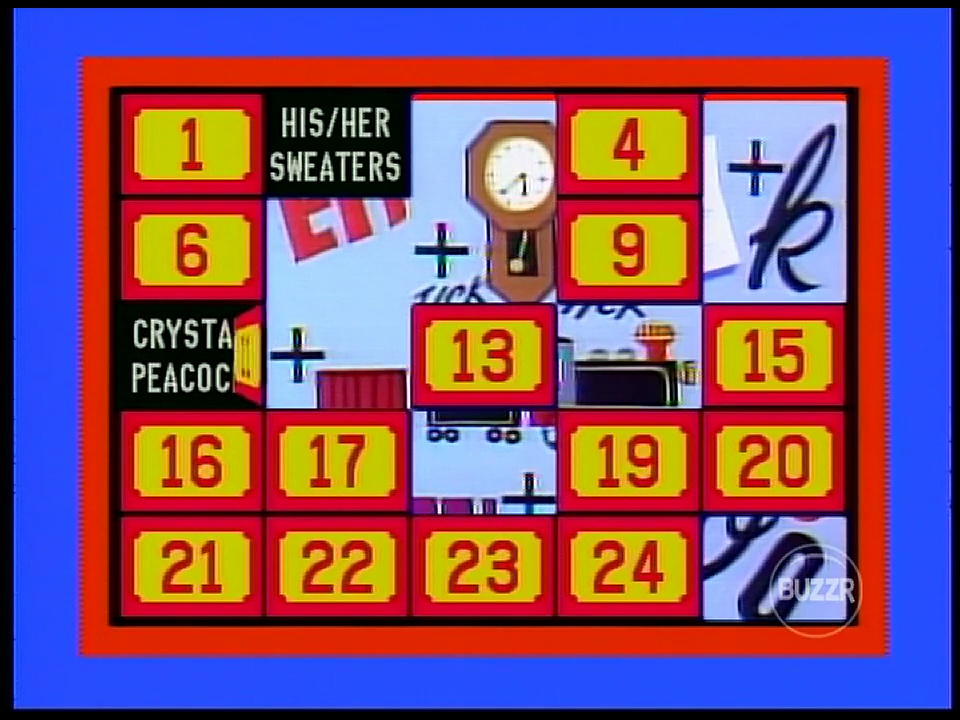 1
HIS/HER
SWEATERS
4
+
k
6
+
9
TICK
CRYSTA
PEACOC
+
13
15
16
17
+
19
20
21
22
23
24
BUZZR